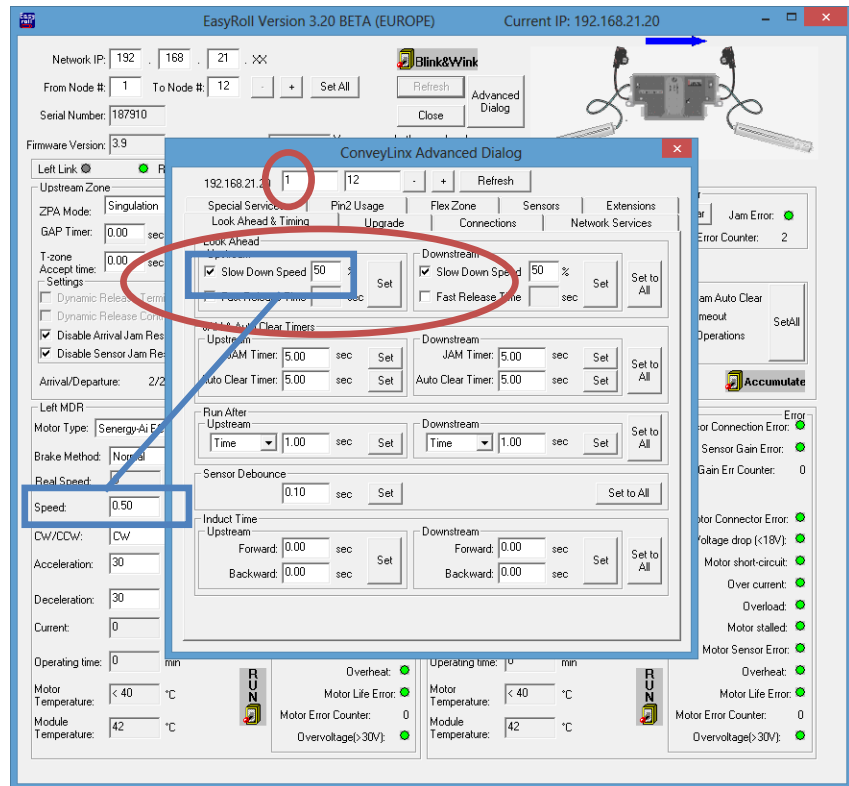 EasyRoll Version 3.20 BETA (EUROPE) Current IP: 192.168.21.20
Network IP: 192 . 168 . 21 . XX
Blink&Wink
From Node #: 1 To Node #: 12 - + Set All
Refresh
Advanced Dialog
Serial Number: 187910
Close
Firmware Version: 3.9
ConveyLinx Advanced Dialog
Left Link
192.168.21.20 1 12 - + Refresh
Special Services Pin2 Usage Flex Zone Sensors Extensions
Look Ahead & Timing Upgrade Connections Network Services
Upstream Zone
ZPA Mode: Singulation
GAP Timer: 0.00 sec
T-zone Accept time: 0.00 sec
Settings
Dynamic Release
Dynamic Release
Disable Arrival Jam
Disable Sensor Jam
Arrival/Departure: 2/2
Look Ahead
Upstream
Slow Down Speed 50 %
Fast Release Time sec
Set
Downstream
Slow Down Speed 50 %
Fast Release Time sec
Set
Set to All
JAM & Auto Clear Timers
Upstream
JAM Timer: 5.00 sec Set
Auto Clear Timer: 5.00 sec Set
Downstream
JAM Timer: 5.00 sec Set
Auto Clear Timer: 5.00 sec Set
Set to All
Run After
Upstream
Time 1.00 sec Set
Downstream
Time 1.00 sec Set
Set to All
Sensor Debounce
0.10 sec Set
Set to All
Induct Time
Upstream
Forward: 0.00 sec
Backward: 0.00 sec
Set
Downstream
Forward: 0.00 sec
Backward: 0.00 sec
Set
Set to All
Jam Error:
Error Counter: 2
Auto Clear
Operations
SetAll
Accumulate
Left MDR
Motor Type: Senergy-Ai
Brake Method: Normal
Real Speed:
Speed: 0.50
CW/CCW: CW
Acceleration: 30
Deceleration: 30
Current: 0
Operating time: 0 min
Motor Temperature: < 40 °C
Module Temperature: 42 °C
RUN
Overheat:
Motor Life Error:
Motor Error Counter: 0
Overvoltage(>30V):
Operating time: 0 min
Motor Temperature: < 40 °C
Module Temperature: 42 °C
RUN
Error
Connection Error:
Sensor Gain Error:
Gain Err Counter: 0
Connector Error:
drop (<18V):
Motor short-circuit:
Over current:
Overload:
Motor stalled:
Motor Sensor Error:
Overheat:
Motor Life Error:
Motor Error Counter: 0
Overvoltage(>30V):